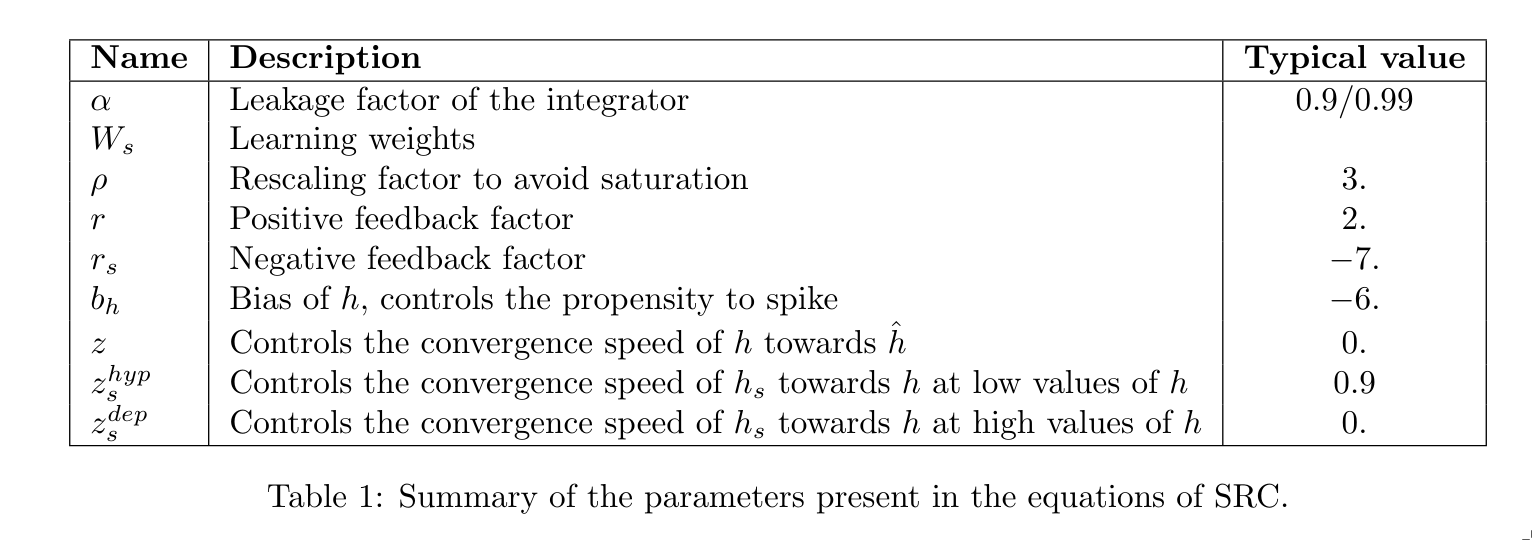 Name Description Typical value
α Leakage factor of the integrator 0.9/0.99
W_s Learning weights
ρ Rescaling factor to avoid saturation 3.
r Positive feedback factor 2.
r_s Negative feedback factor −7.
b_h Bias of h, controls the propensity to spike −6.
z Controls the convergence speed of h towards ĥ 0.
z_s^{hyp} Controls the convergence speed of h_s towards h at low values of h 0.9
z_s^{dep} Controls the convergence speed of h_s towards h at high values of h 0.
Table 1: Summary of the parameters present in the equations of SRC.